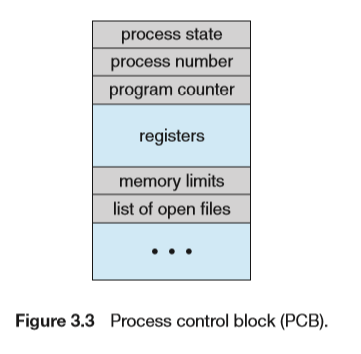 process state
process number
program counter
registers
memory limits
list of open files
• • •
Figure 3.3 Process control block (PCB).